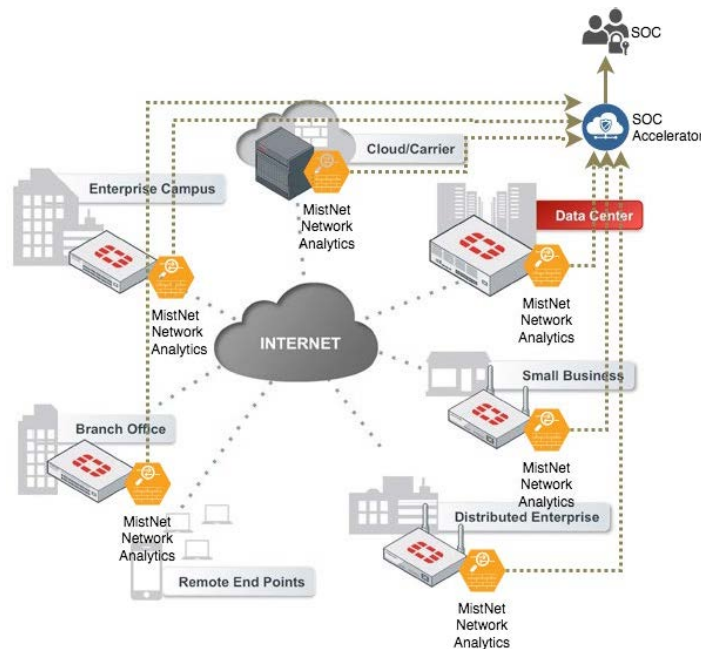 SOC
SOC
Accelerator
Cloud/Carrier
Enterprise Campus
MistNet
Network
Analytics
Data Center
MistNet
Network
Analytics
MistNet
Network
Analytics
INTERNET
Small Business
Branch Office
MistNet
Network
Analytics
MistNet
Network
Analytics
Distributed Enterprise
Remote End Points
MistNet
Network
Analytics